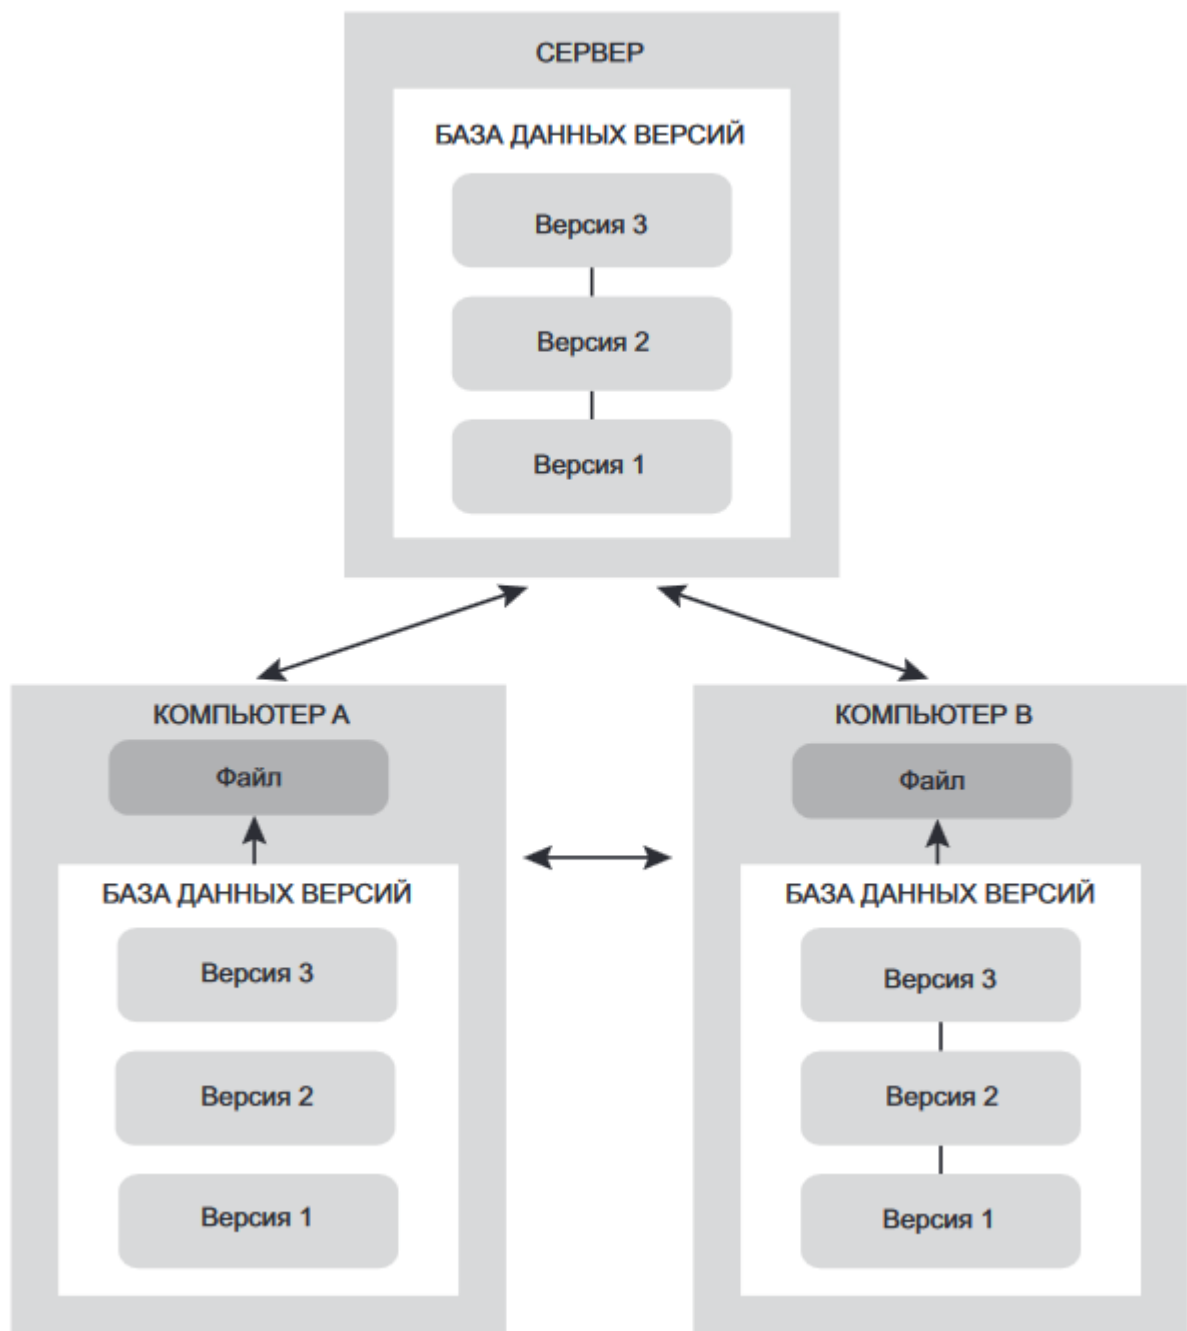 СЕРВЕР
БАЗА ДАННЫХ ВЕРСИЙ
Версия 3
Версия 2
Версия 1
КОМПЬЮТЕР A
Файл
БАЗА ДАННЫХ ВЕРСИЙ
Версия 3
Версия 2
Версия 1
КОМПЬЮТЕР B
Файл
БАЗА ДАННЫХ ВЕРСИЙ
Версия 3
Версия 2
Версия 1